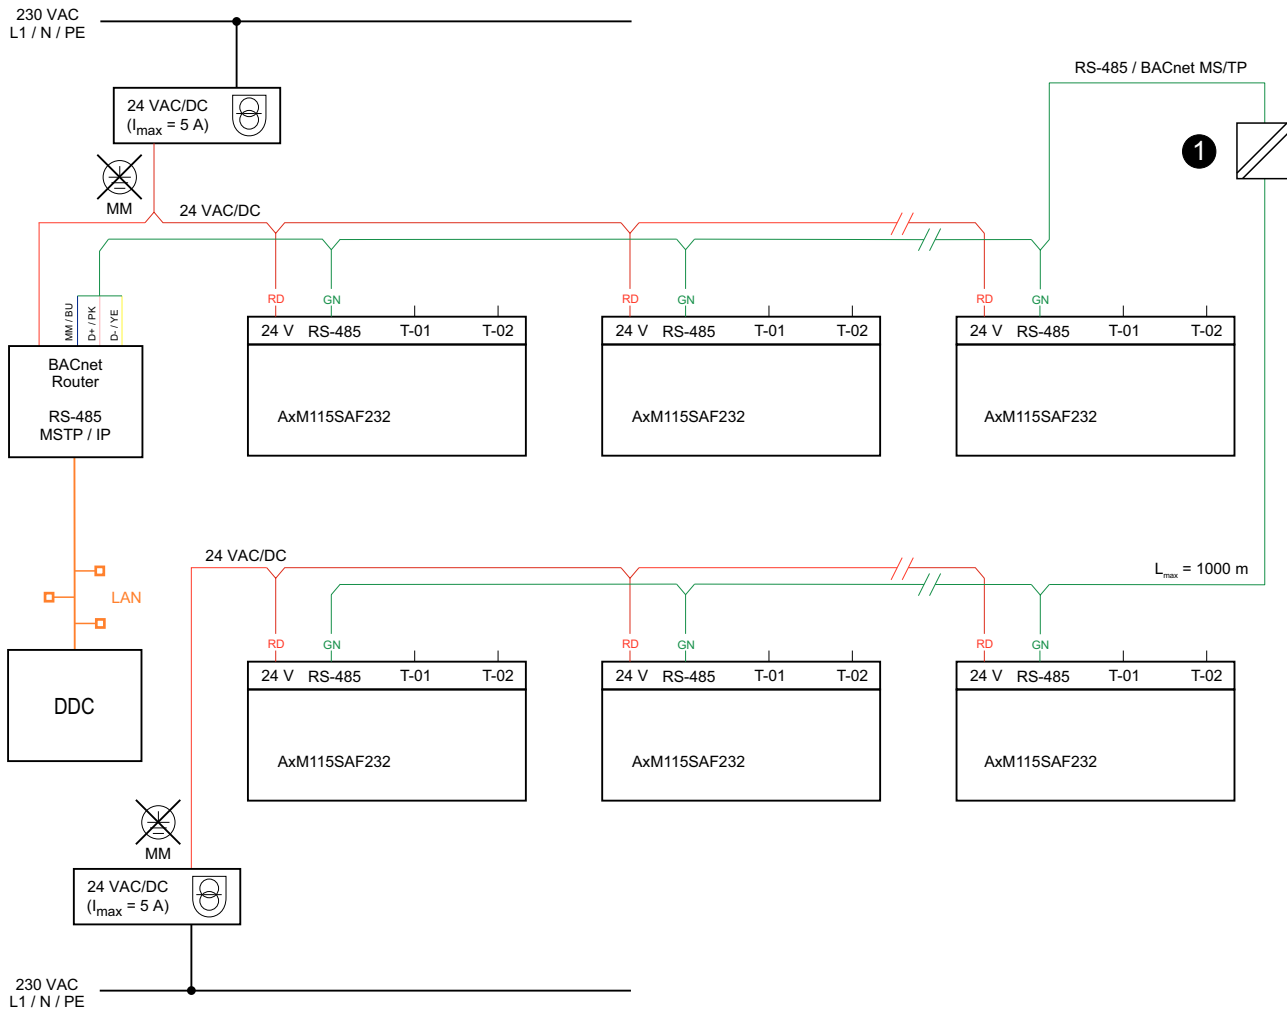 230 VAC
L1 / N / PE
RS-485 / BACnet MS/TP
24 VAC/DC
(Imax = 5 A)
1
MM
24 VAC/DC
MM / BU
D+ / PK
D- / YE
RD
GN
RD
GN
RD
GN
24 V RS-485 T-01 T-02
24 V RS-485 T-01 T-02
24 V RS-485 T-01 T-02
BACnet
Router
RS-485
MSTP / IP
AxM115SAF232
AxM115SAF232
AxM115SAF232
24 VAC/DC
Lmax = 1000 m
LAN
RD
GN
RD
GN
RD
GN
24 V RS-485 T-01 T-02
24 V RS-485 T-01 T-02
24 V RS-485 T-01 T-02
DDC
AxM115SAF232
AxM115SAF232
AxM115SAF232
MM
24 VAC/DC
(Imax = 5 A)
230 VAC
L1 / N / PE